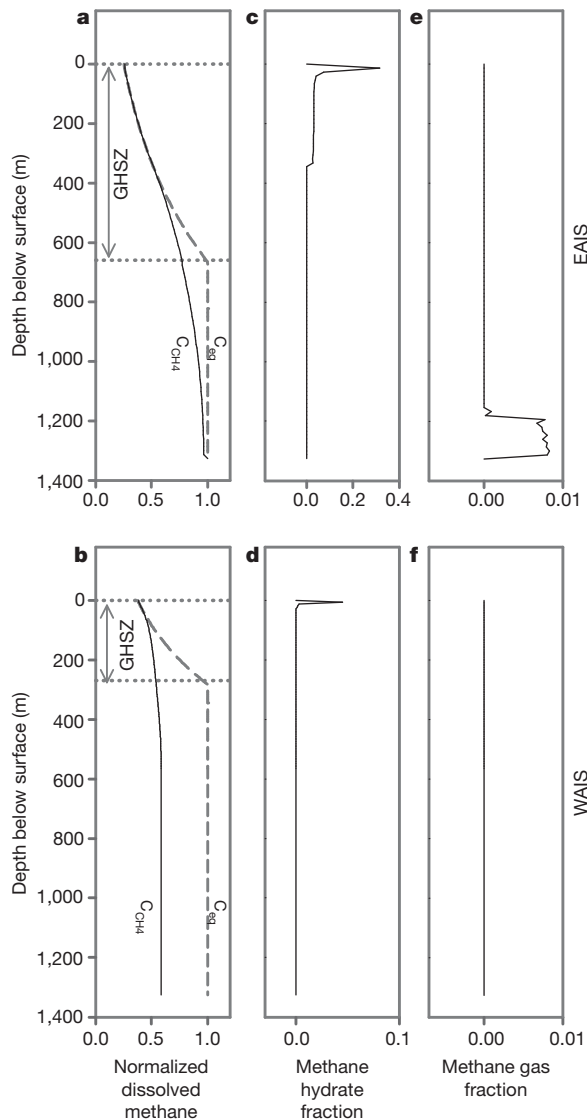 a
c
e
0
200
400
600
800
1,000
1,200
1,400
Depth below surface (m)
GHSZ
C_CH4
C_eq
0.0
0.5
1.0
0.0
0.2
0.4
0.00
0.01
EAIS
b
d
f
0
200
400
600
800
1,000
1,200
1,400
Depth below surface (m)
GHSZ
C_CH4
C_eq
0.0
0.5
1.0
0.0
0.1
0.00
0.01
WAIS
Normalized
dissolved
methane
Methane
hydrate
fraction
Methane gas
fraction